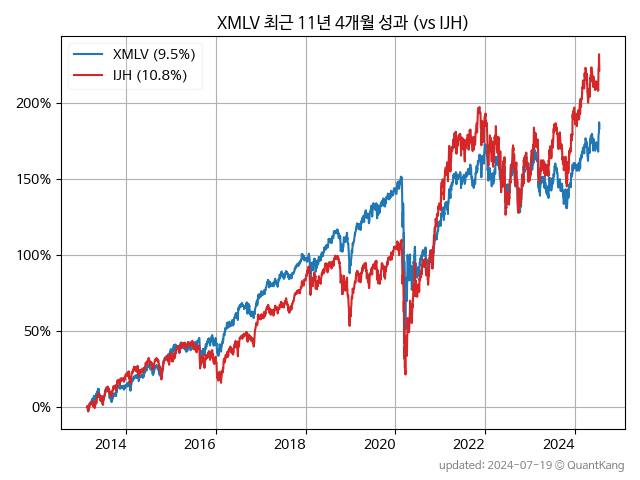 XMLV 최근 11년 4개월 성과 (vs IJH)
XMLV (9.5%)
IJH (10.8%)
200%
150%
100%
50%
0%
2014 2016 2018 2020 2022 2024
updated: 2024-07-19 © QuantKang